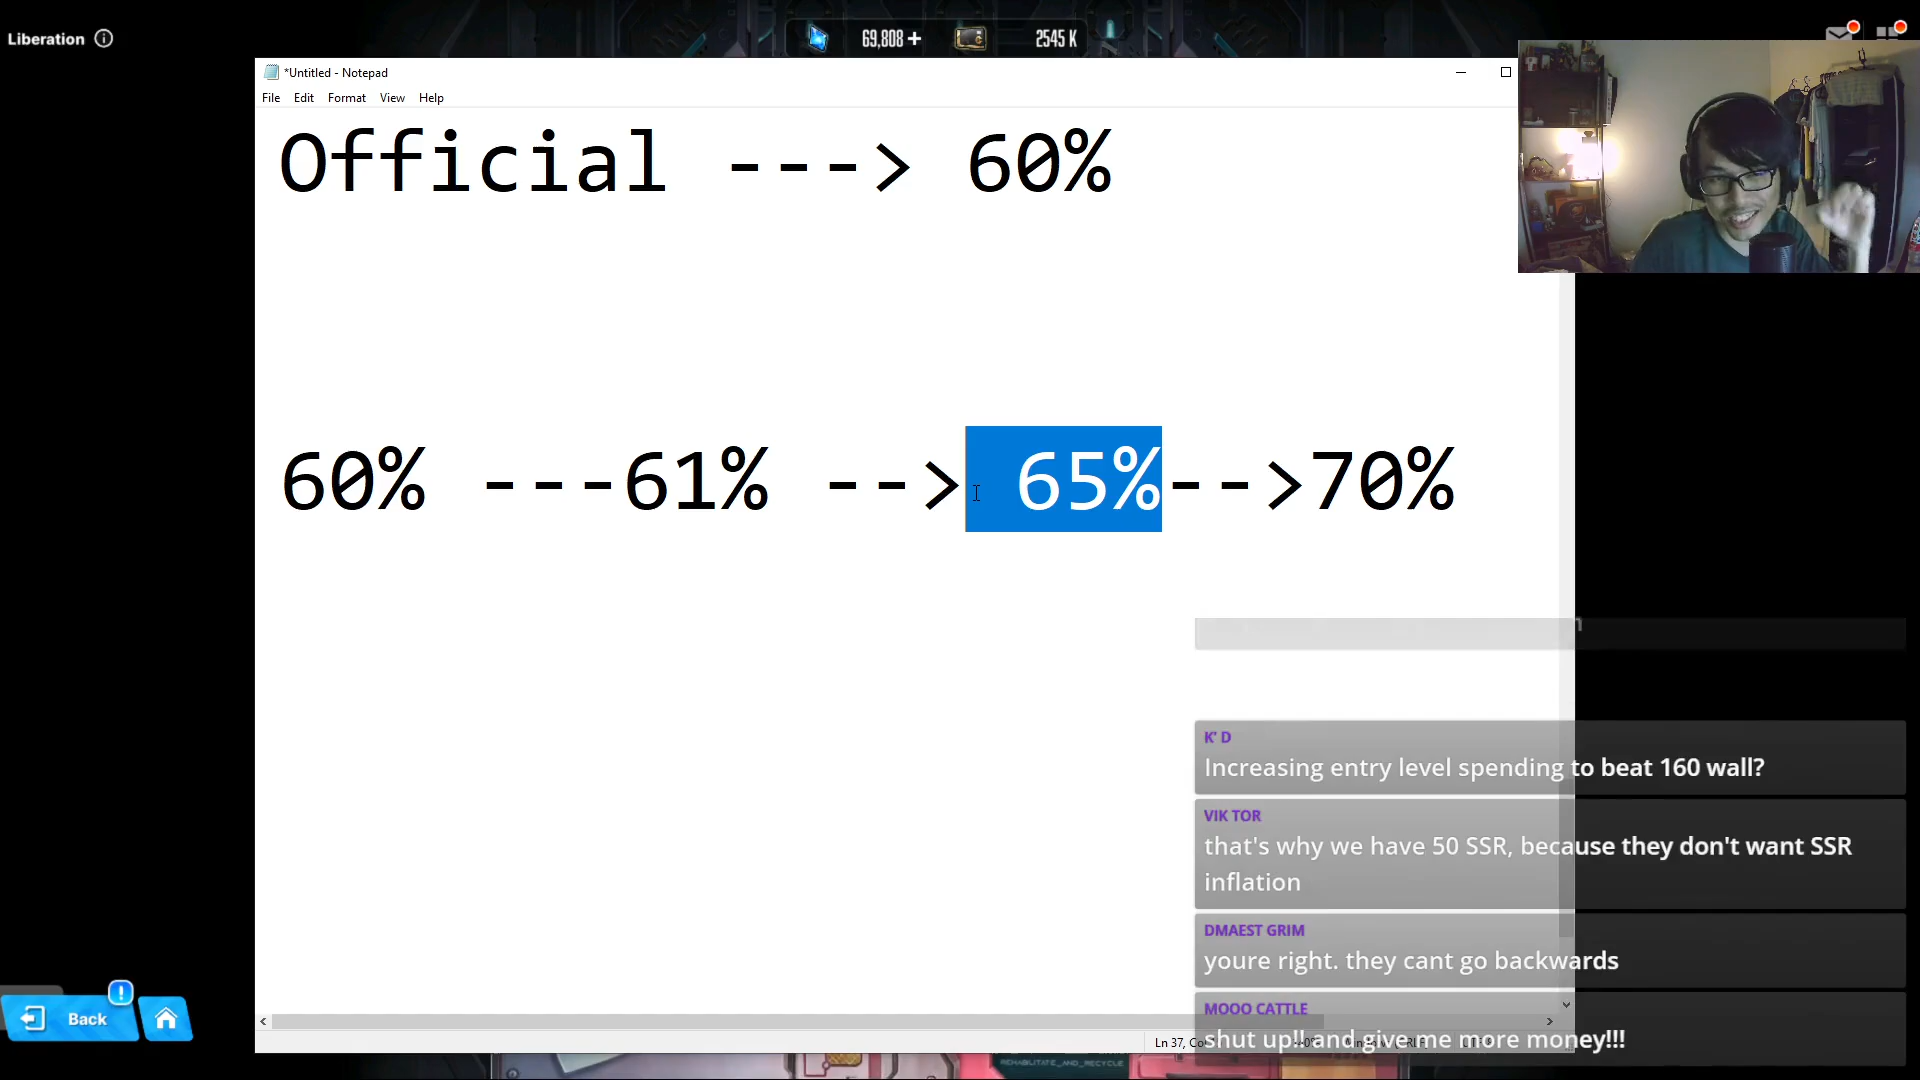 Liberation
69,808 +
2545 K
*Untitled - Notepad
File Edit Format View Help
Official ---> 60%
60% ---61% --> 65%-->70%
K' D
Increasing entry level spending to beat 160 wall?
VIK TOR
that's why we have 50 SSR, because they don't want SSR
inflation
DMAEST GRIM
youre right. they cant go backwards
MOOO CATTLE
shut up!! and give me more money!!!
Back
Ln 37,
REHABILITATE_AND_RECYCLE